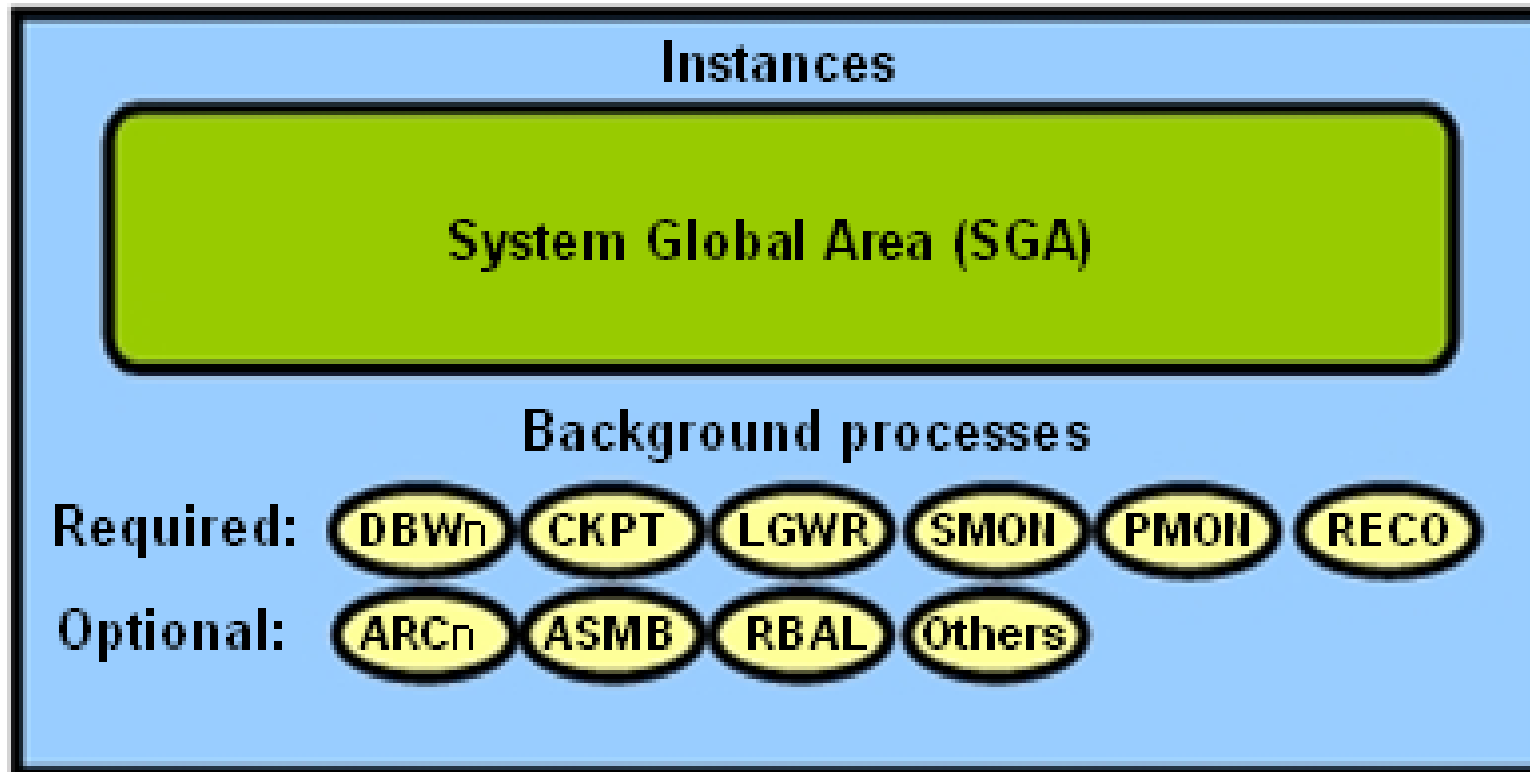 Instances
System Global Area (SGA)
Background processes
Required: DBWn CKPT LGWR SMON PMON RECO
Optional: ARCn ASMB RBAL Others